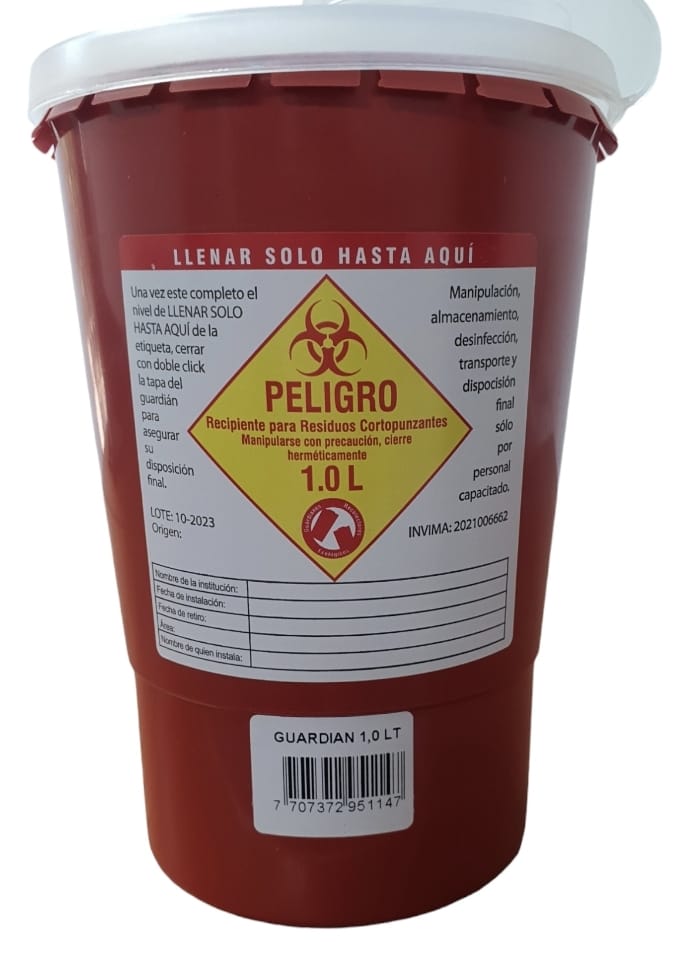 LLENAR SOLO HASTA AQUÍ
Una vez este completo el
nivel de LLENAR SOLO
HASTA AQUÍ de la
etiqueta, cerrar
con doble click
la tapa del
guardián
para
asegurar
su
disposición
final.
LOTE: 10-2023
Origen:
PELIGRO
Recipiente para Residuos Cortopunzantes
Manipularse con precaución, cierre
herméticamente
1.0 L
Guardianes
Recolectores
Ecológicos
Manipulación,
almacenamiento,
desinfección,
transporte y
disposición
final
sólo
por
personal
capacitado.
INVIMA: 2021006662
Nombre de la institución:
Fecha de instalación:
Fecha de retiro:
Área:
Nombre de quien instala:
GUARDIAN 1,0 LT
7 707372 951147